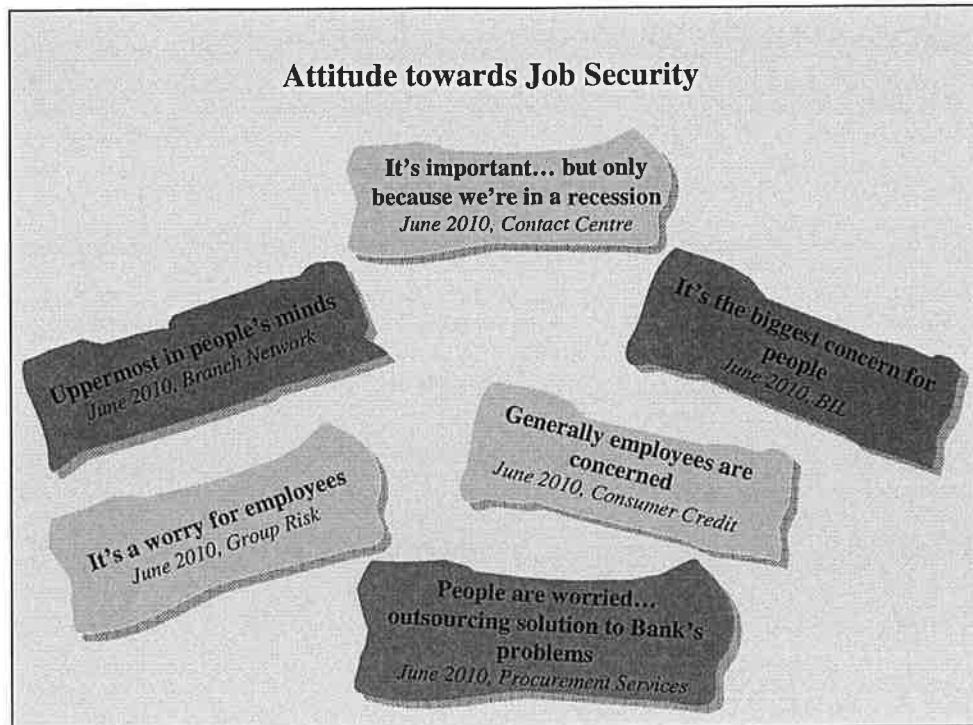 Attitude towards Job Security
It's important... but only
because we're in a recession
June 2010, Contact Centre
Uppermost in people's minds
June 2010, Branch Network
It's the biggest concern for
people
June 2010, BIL
It's a worry for employees
June 2010, Group Risk
Generally employees are
concerned
June 2010, Consumer Credit
People are worried...
outsourcing solution to Bank's
problems
June 2010, Procurement Services